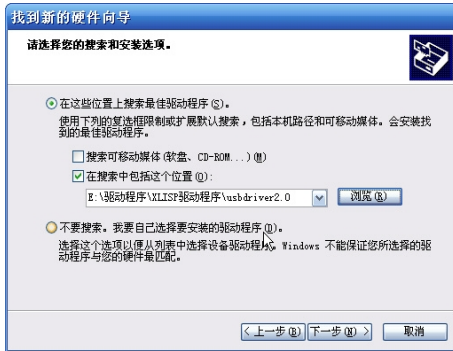 找到新的硬件向导
请选择您的搜索和安装选项。
在这些位置上搜索最佳驱动程序(S)。
使用下列的复选框限制或扩展默认搜索，包括本机路径和可移动媒体。会安装找
到的最佳驱动程序。
搜索可移动媒体(软盘、CD-ROM...)(M)
在搜索中包括这个位置(O):
E:\驱动程序\XLISP驱动程序\usbdriver2.0
浏览(R)
不要搜索。我要自己选择要安装的驱动程序(D)。
选择这个选项以便从列表中选择设备驱动程序。Windows 不能保证您所选择的驱
动程序与您的硬件最匹配。
< 上一步(B) 下一步(N) > 取消